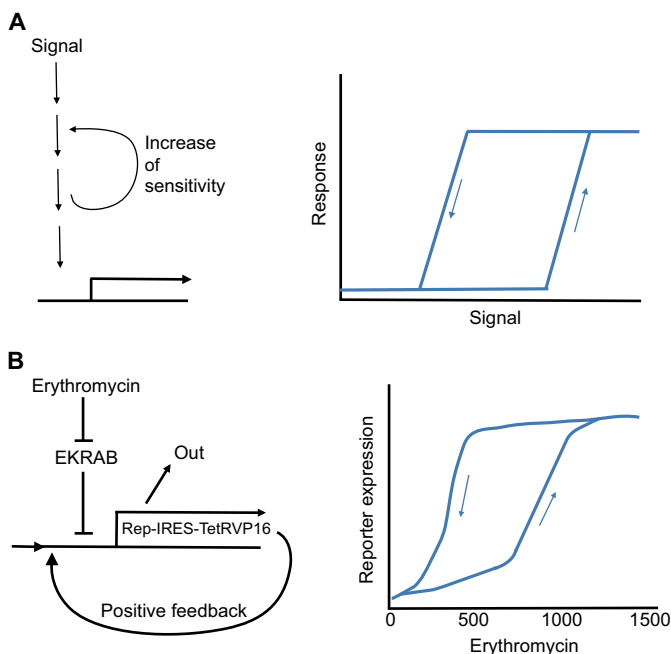 A
Signal
Increase
of
sensitivity
Response
Signal
B
Erythromycin
EKRAB
Out
Rep-IRES-TetRVP16
Positive feedback
Reporter expression
0
500
1000
1500
Erythromycin